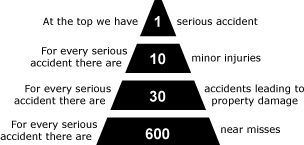 At the top we have 1 serious accident
For every serious
accident there are 10 minor injuries
For every serious
accident there are 30 accidents leading to
property damage
For every serious
accident there are 600 near misses